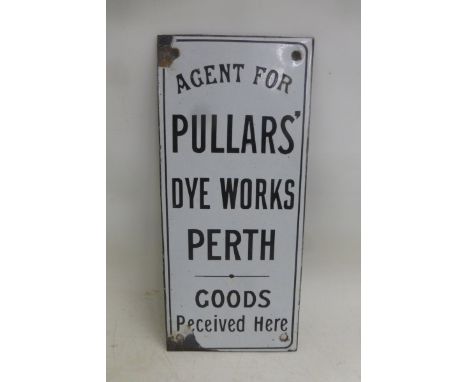 AGENT FOR
PULLARS'
DYE WORKS
PERTH
GOODS
Received Here